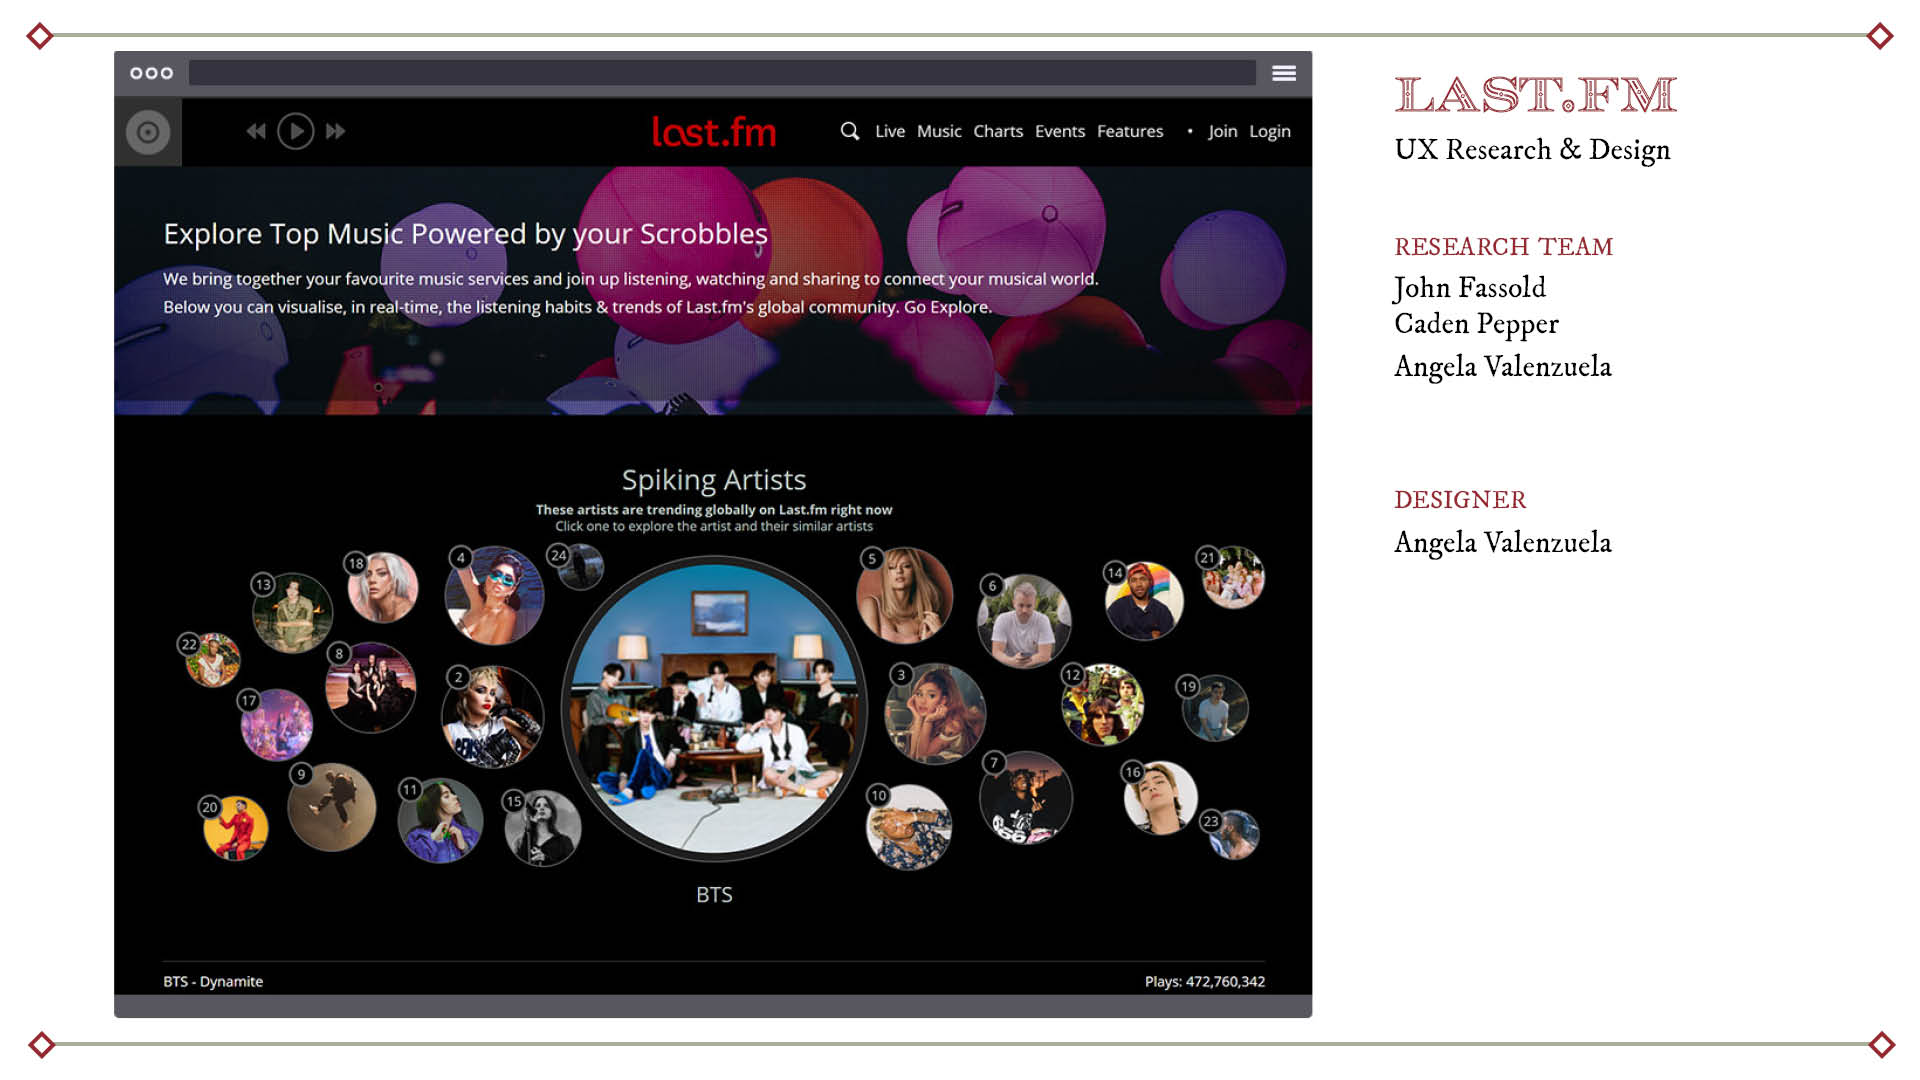 last.fm
Live Music Charts Events Features • Join Login
Explore Top Music Powered by your Scrobbles
We bring together your favourite music services and join up listening, watching and sharing to connect your musical world.
Below you can visualise, in real-time, the listening habits & trends of Last.fm's global community. Go Explore.
Spiking Artists
These artists are trending globally on Last.fm right now
Click one to explore the artist and their similar artists
24
4
18
13
22
8
2
17
9
20
11
15
5
6
14
21
3
12
19
7
10
16
23
BTS
BTS - Dynamite
Plays: 472,760,342
LAST.FM
UX Research & Design
RESEARCH TEAM
John Fassold
Caden Pepper
Angela Valenzuela
DESIGNER
Angela Valenzuela